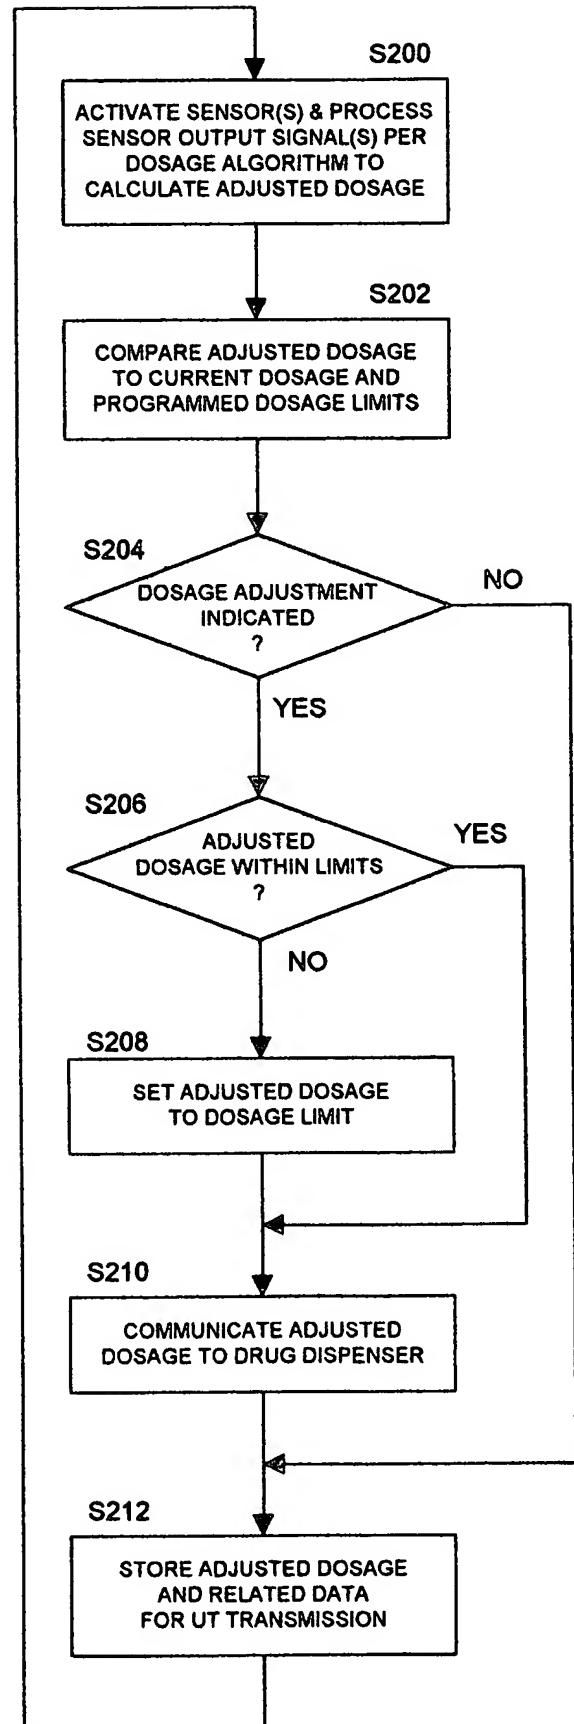 S200
ACTIVATE SENSOR(S) & PROCESS
SENSOR OUTPUT SIGNAL(S) PER
DOSAGE ALGORITHM TO
CALCULATE ADJUSTED DOSAGE
S202
COMPARE ADJUSTED DOSAGE
TO CURRENT DOSAGE AND
PROGRAMMED DOSAGE LIMITS
S204
DOSAGE ADJUSTMENT
INDICATED
?
NO
YES
S206
ADJUSTED
DOSAGE WITHIN LIMITS
?
YES
NO
S208
SET ADJUSTED DOSAGE
TO DOSAGE LIMIT
S210
COMMUNICATE ADJUSTED
DOSAGE TO DRUG DISPENSER
S212
STORE ADJUSTED DOSAGE
AND RELATED DATA
FOR UT TRANSMISSION